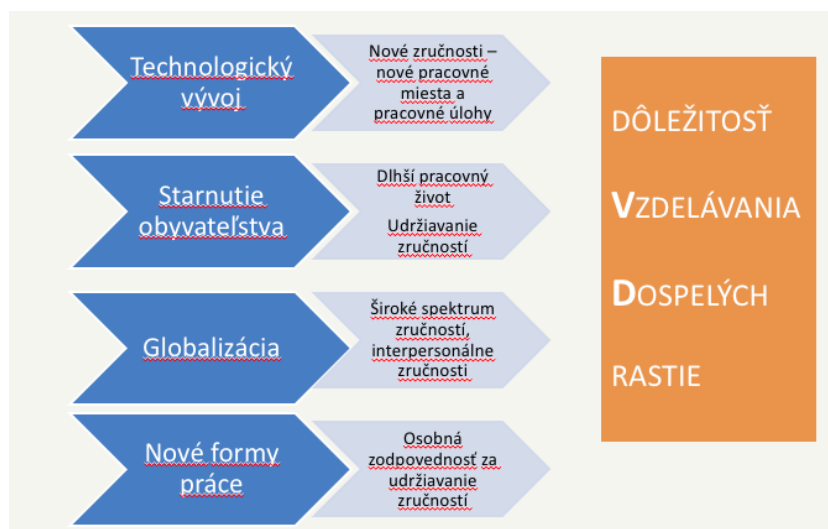 Technologický
vývoj
Nové zručnosti –
nové pracovné
miesta a
pracovné úlohy
Starnutie
obyvateľstva
Dlhší pracovný
život
Udržiavanie
zručností
Globalizácia
Široké spektrum
zručností,
interpersonálne
zručnosti
Nové formy
práce
Osobná
zodpovednosť za
udržiavanie
zručností
DÔLEŽITOSŤ
VZDELÁVANIA
DOSPELÝCH
RASTIE